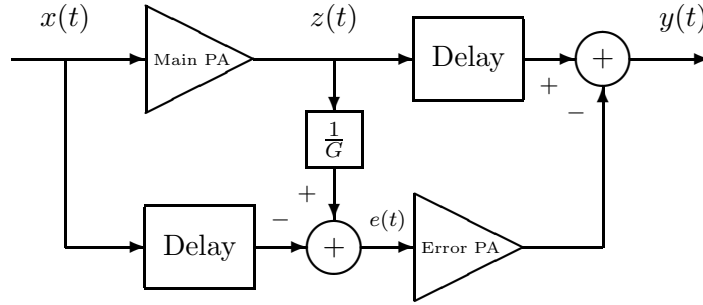 x(t)
z(t)
y(t)
Main PA
Delay
+
+
−
1/G
+
−
Delay
+
e(t)
Error PA